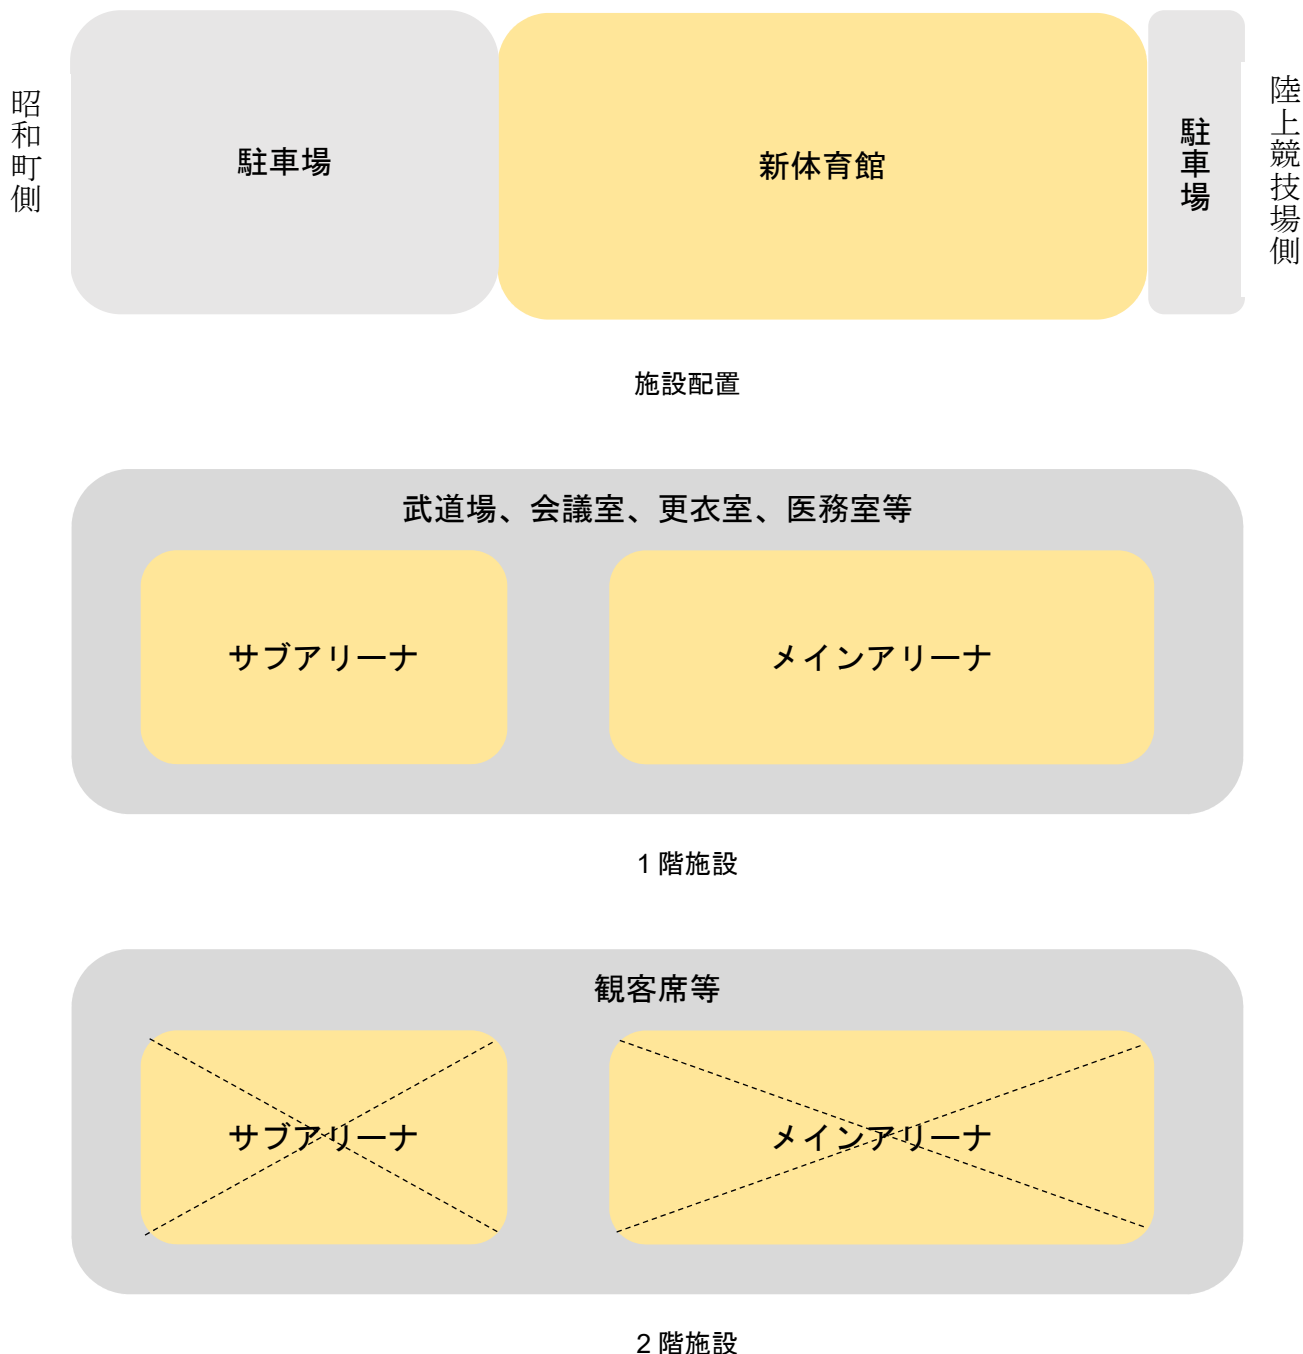 昭和町側
駐車場
新体育館
駐車場
陸上競技場側
施設配置
武道場、会議室、更衣室、医務室等
サブアリーナ
メインアリーナ
1 階施設
観客席等
サブアリーナ
メインアリーナ
2 階施設